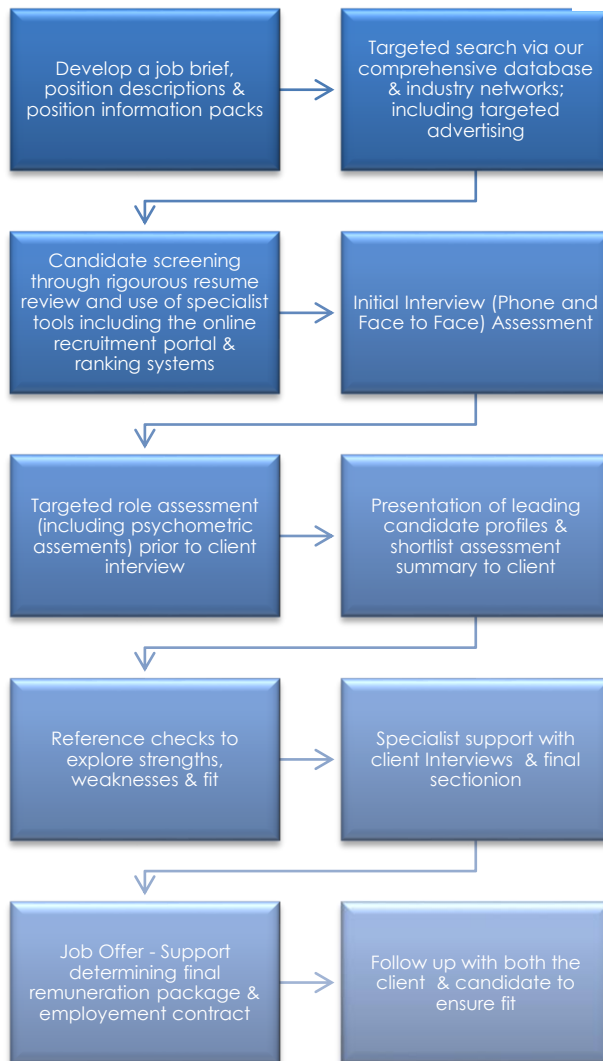 Develop a job brief,
position descriptions &
position information packs
Targeted search via our
comprehensive database
& industry networks;
including targeted
advertising
Candidate screening
through rigourous resume
review and use of specialist
tools including the online
recruitment portal &
ranking systems
Initial Interview (Phone and
Face to Face) Assessment
Targeted role assessment
(including psychometric
assements) prior to client
interview
Presentation of leading
candidate profiles &
shortlist assessment
summary to client
Reference checks to
explore strengths,
weaknesses & fit
Specialist support with
client Interviews & final
sectionion
Job Offer - Support
determining final
remuneration package &
employement contract
Follow up with both the
client & candidate to
ensure fit